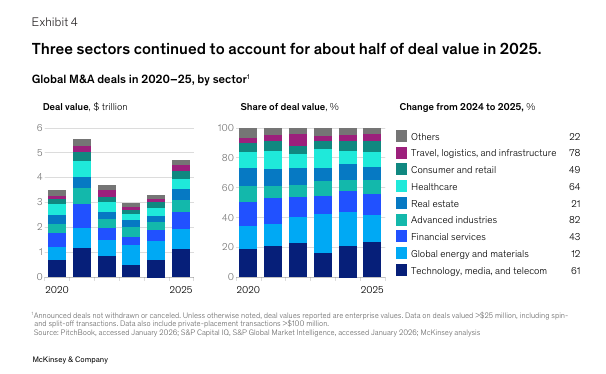 Exhibit 4
Three sectors continued to account for about half of deal value in 2025.
Global M&A deals in 2020–25, by sector¹
Deal value, $ trillion
6
5
4
3
2
1
0
2020
2025
Share of deal value, %
100
80
60
40
20
0
2020
2025
Change from 2024 to 2025, %
Others 22
Travel, logistics, and infrastructure 78
Consumer and retail 49
Healthcare 64
Real estate 21
Advanced industries 82
Financial services 43
Global energy and materials 12
Technology, media, and telecom 61
¹Announced deals not withdrawn or canceled. Unless otherwise noted, deal values reported are enterprise values. Data on deals valued >$25 million, including spin-
and split-off transactions. Data also include private-placement transactions >$100 million.
Source: PitchBook, accessed January 2026; S&P Capital IQ, S&P Global Market Intelligence, accessed January 2026; McKinsey analysis
McKinsey & Company